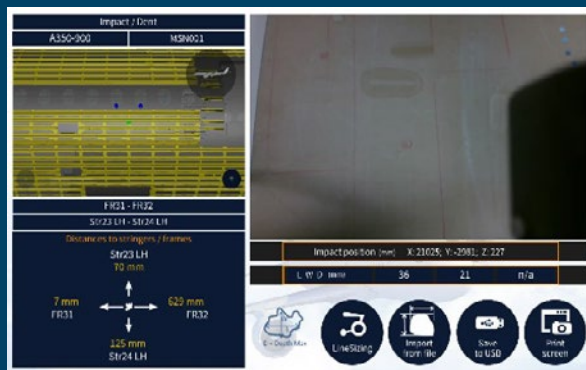 Impact / Dent
A350-900
MSN001
FR31 - FR32
Str23 LH - Str24 LH
Distances to stringers / frames
Str23 LH
70 mm
7 mm
FR31
629 mm
FR32
125 mm
Str24 LH
Impact position (mm) X: 21025; Y: -2981; Z: 227
L W D mm 36 21 n/a
D - Depth Max
LineSizing
Import
from file
Save
to USB
Print
screen